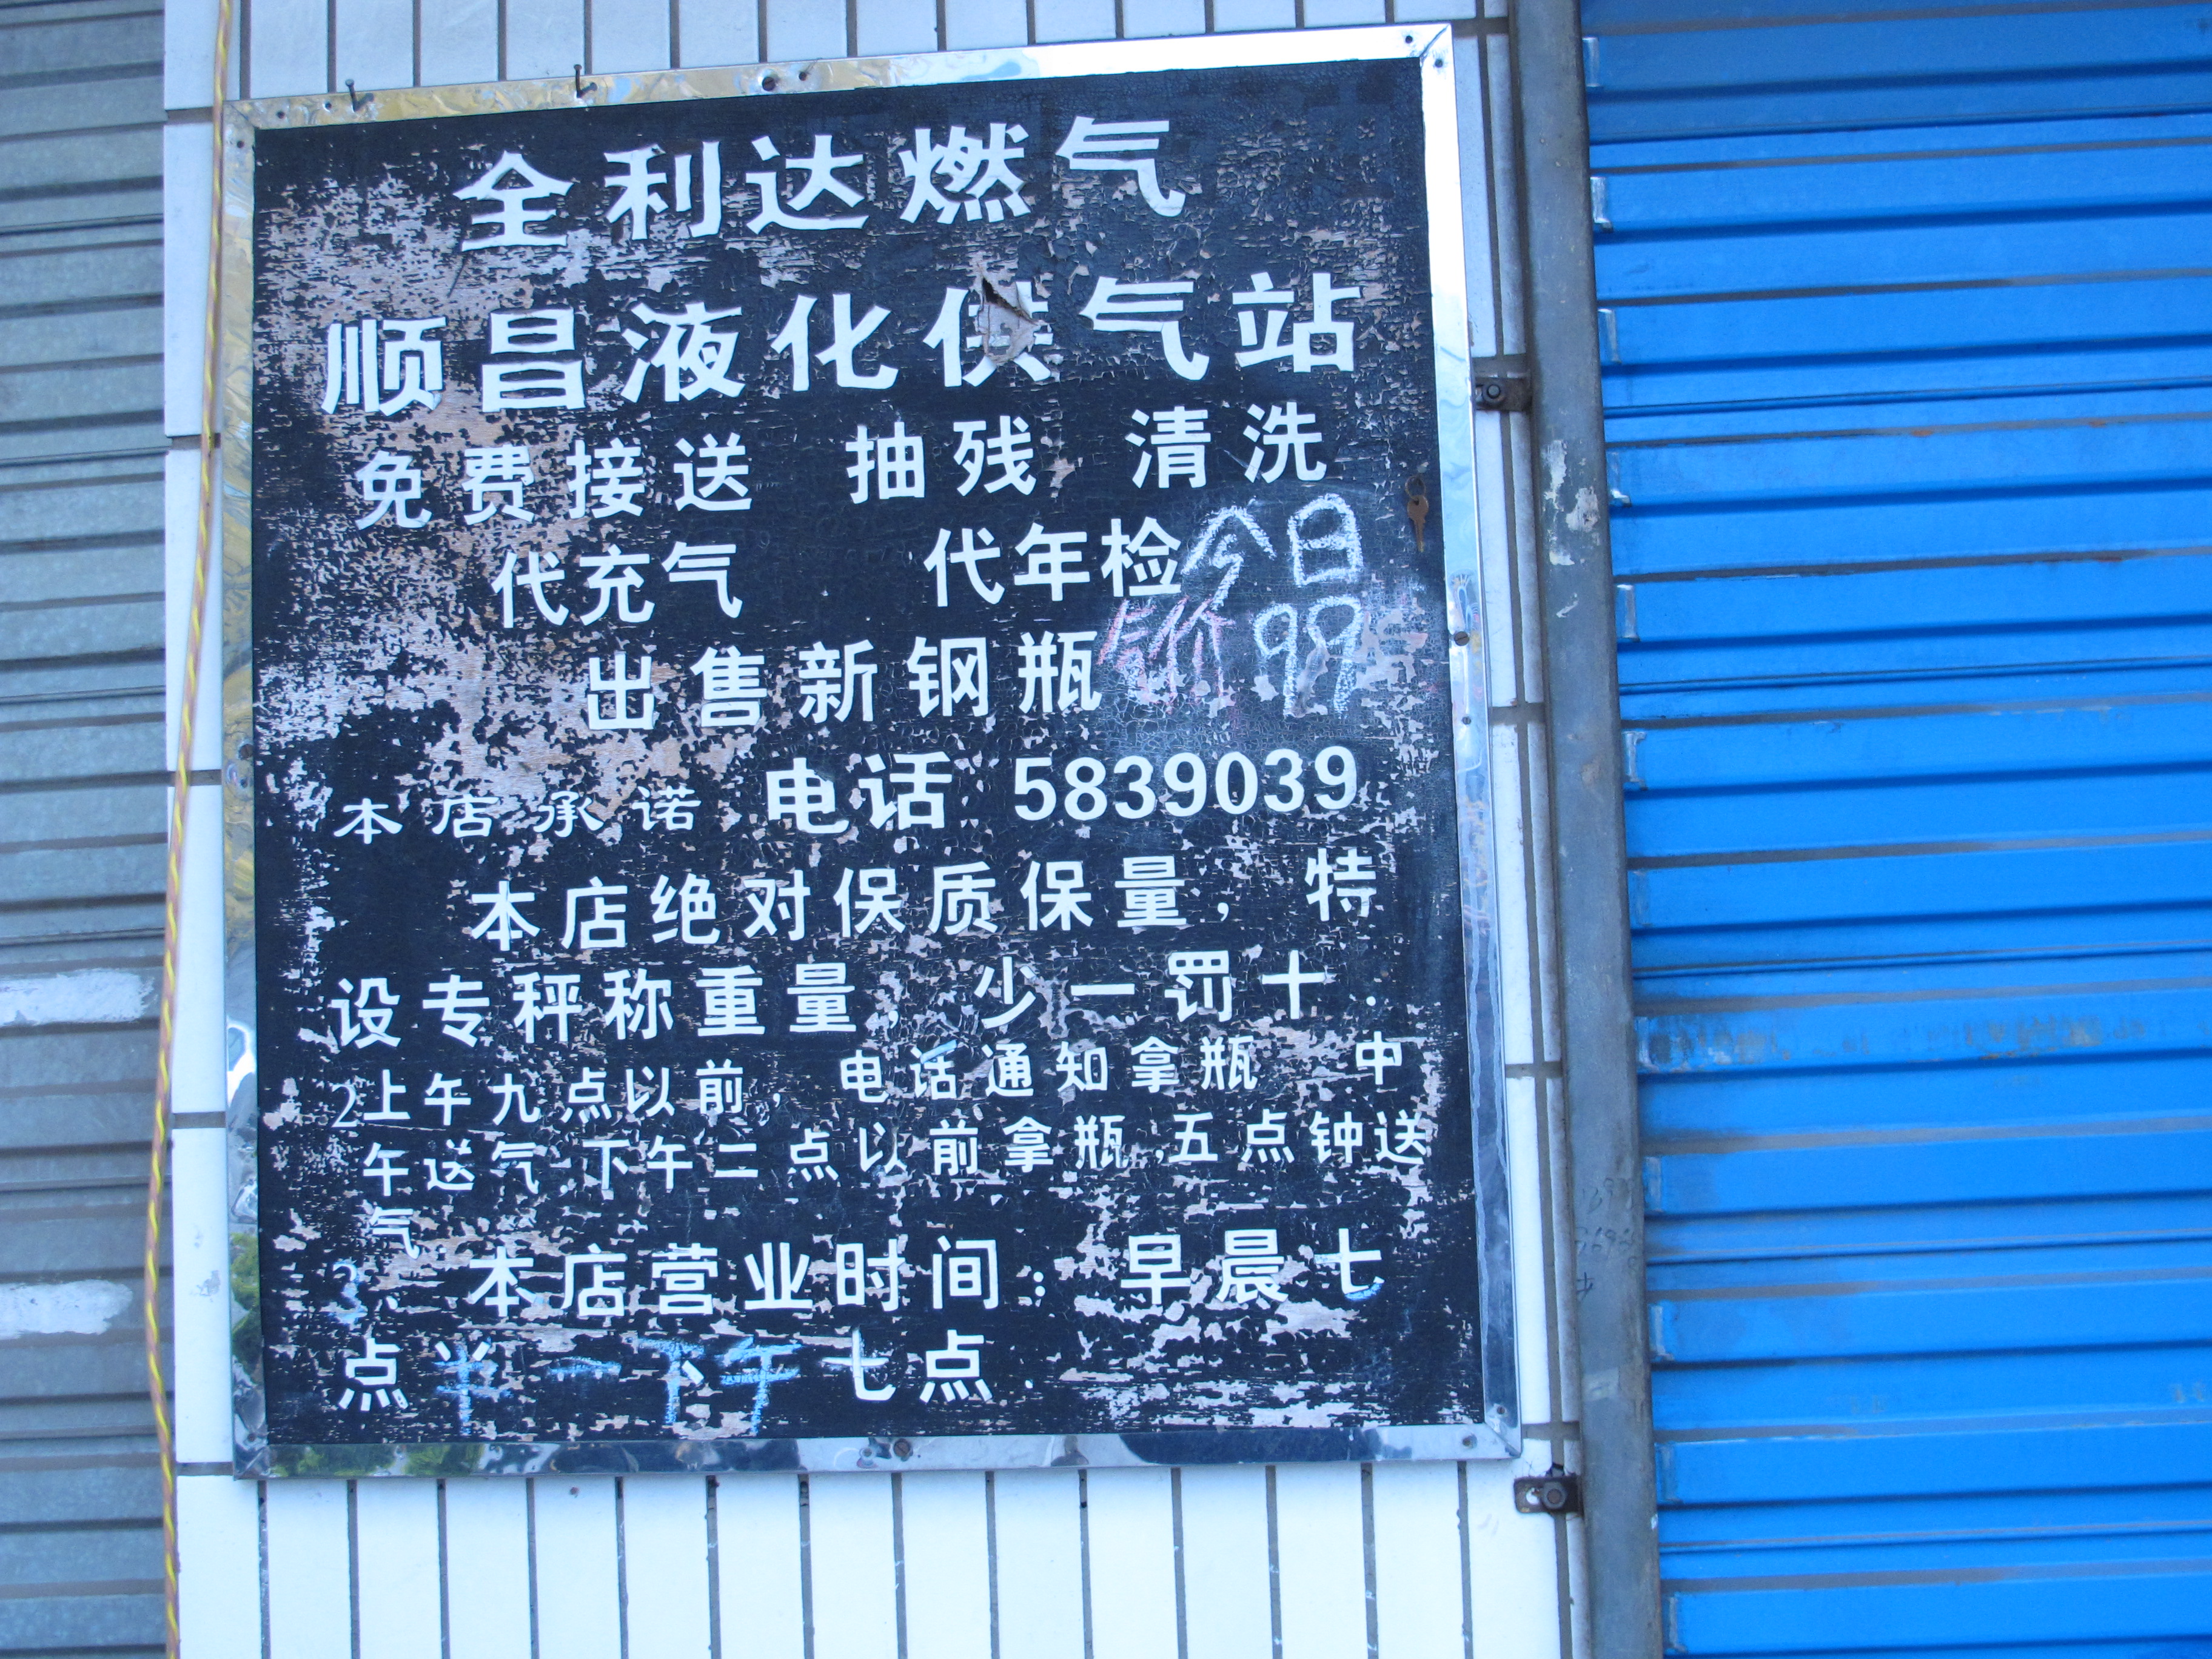 全利达燃气
顺昌液化供气站
免费接送 抽残 清洗
代充气 代年检 今日
出售新钢瓶 气价 99
本店承诺 电话 5839039
本店绝对保质保量，特
设专秤称重量，少一罚十.
2上午九点以前，电话通知拿瓶 中
午送气.下午二点以前拿瓶.五点钟送
气.
3、本店营业时间：早晨七
点半一下午七点.